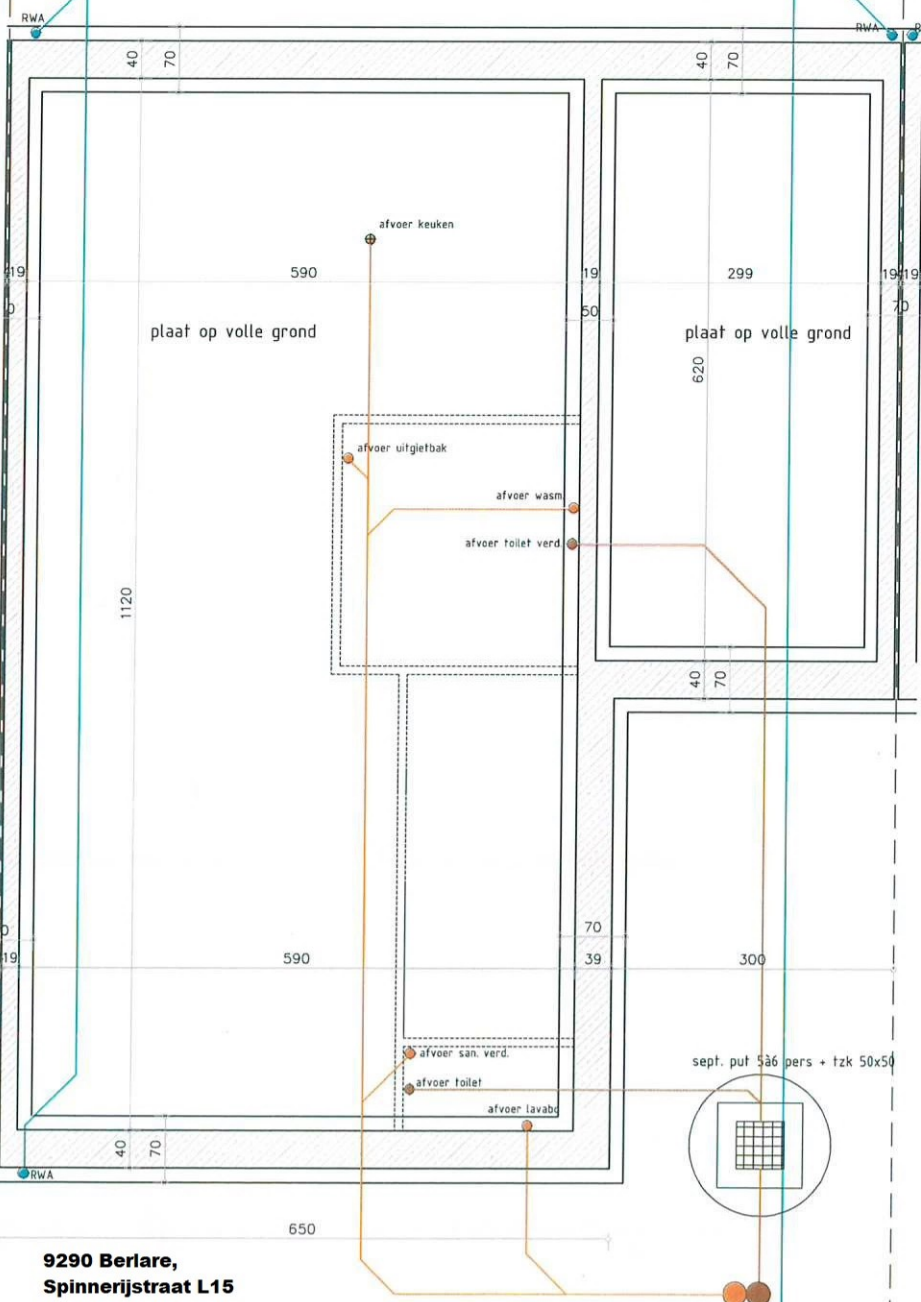 RWA
RWA
40
70
40
70
afvoer keuken
19
590
19
299
19
19
50
70
plaat op volle grond
plaat op volle grond
620
afvoer uitgietbak
afvoer wasm.
afvoer toilet verd.
1120
40
70
70
19
590
39
300
afvoer san. verd.
sept. put 5à6 pers + tzk 50x50
afvoer toilet
afvoer lavabo
40
70
RWA
650
9290 Berlare,
Spinnerijstraat L15